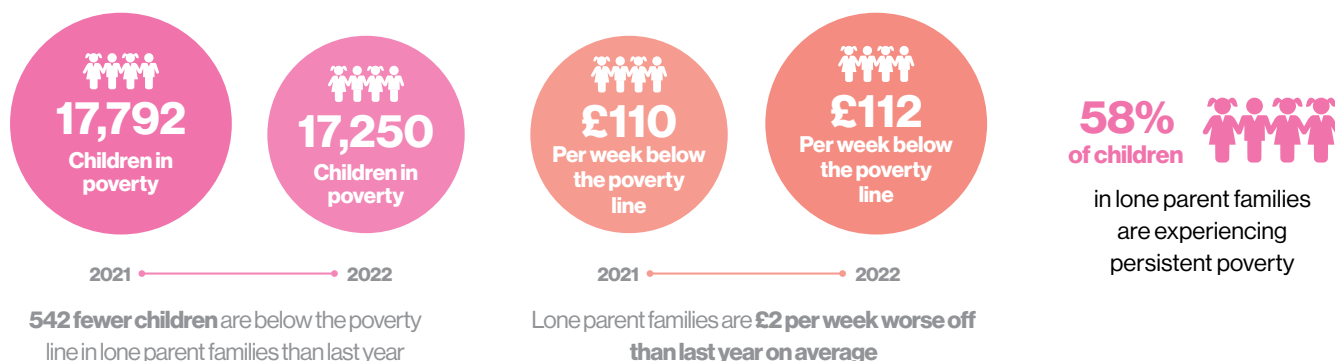 17,792
Children in
poverty
17,250
Children in
poverty
2021
2022
542 fewer children are below the poverty
line in lone parent families than last year
£110
Per week below
the poverty
line
£112
Per week below
the poverty
line
2021
2022
Lone parent families are £2 per week worse off
than last year on average
58%
of children
in lone parent families
are experiencing
persistent poverty